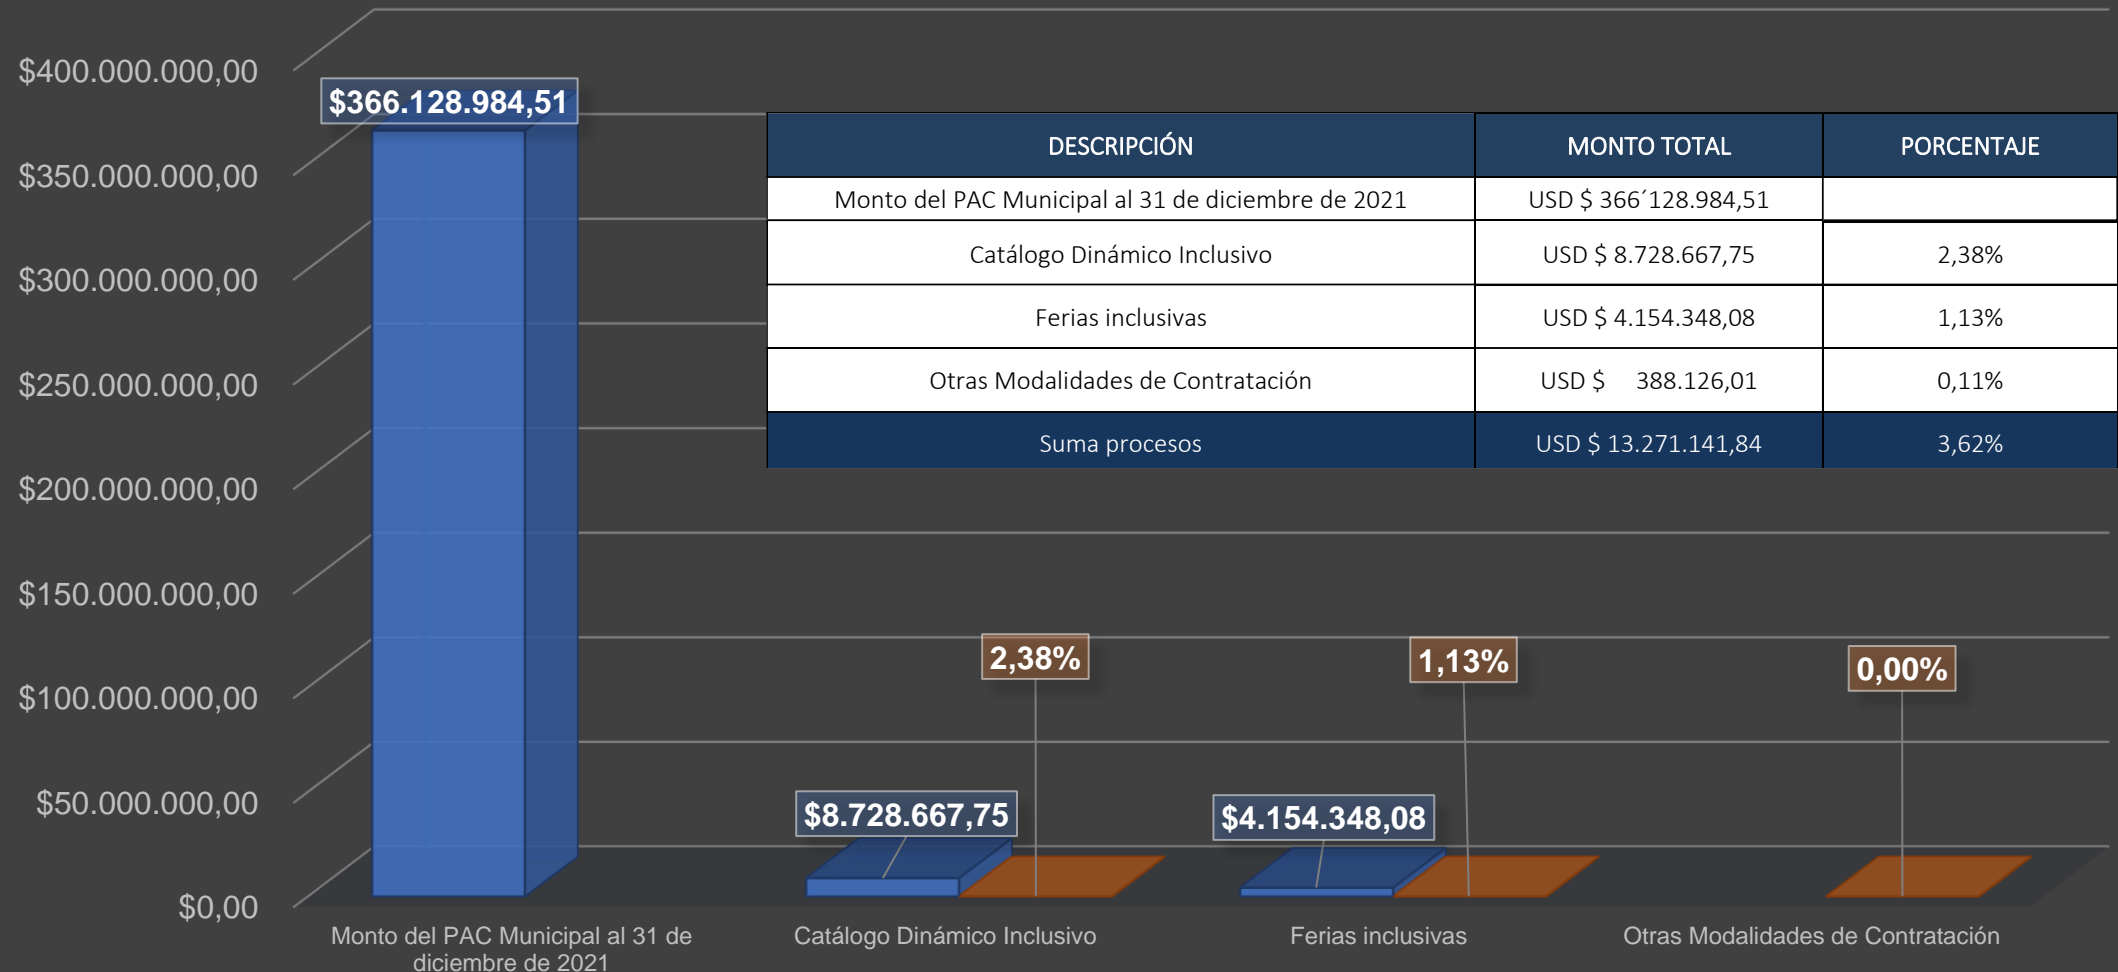 $400.000.000,00
$350.000.000,00
$300.000.000,00
$250.000.000,00
$200.000.000,00
$150.000.000,00
$100.000.000,00
$50.000.000,00
$0,00
$366.128.984,51
DESCRIPCIÓN MONTO TOTAL PORCENTAJE
Monto del PAC Municipal al 31 de diciembre de 2021 USD $ 366´128.984,51
Catálogo Dinámico Inclusivo USD $ 8.728.667,75 2,38%
Ferias inclusivas USD $ 4.154.348,08 1,13%
Otras Modalidades de Contratación USD $ 388.126,01 0,11%
Suma procesos USD $ 13.271.141,84 3,62%
2,38%
1,13%
0,00%
$8.728.667,75
$4.154.348,08
Monto del PAC Municipal al 31 de
diciembre de 2021
Catálogo Dinámico Inclusivo
Ferias inclusivas
Otras Modalidades de Contratación